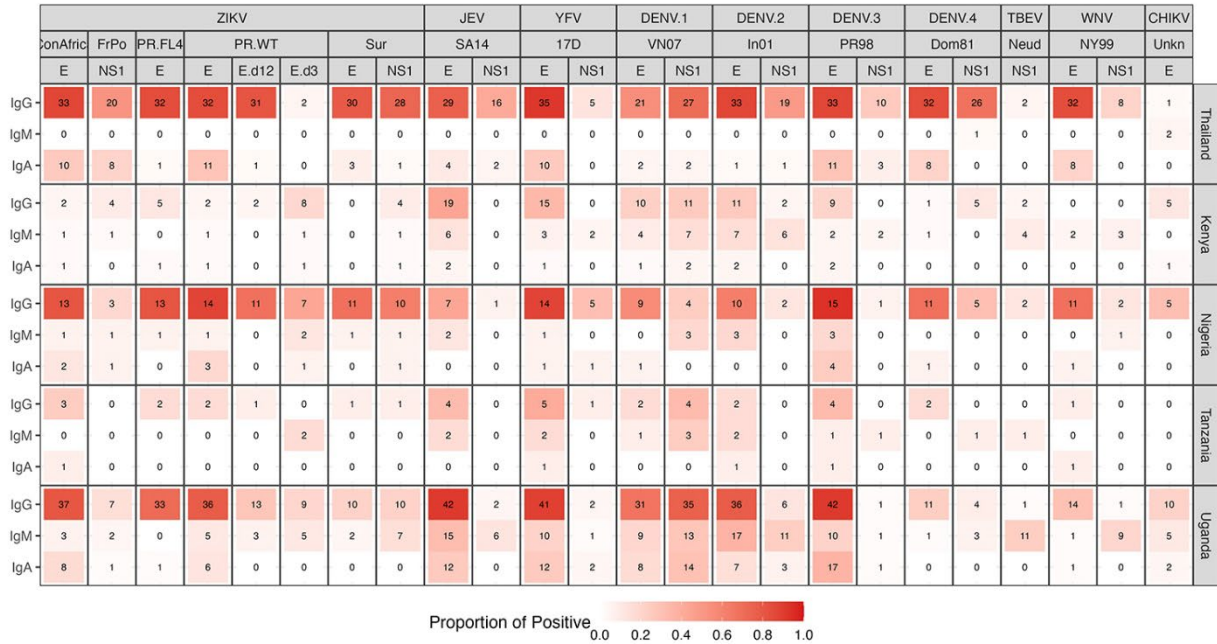 ZIKV JEV YFV DENV.1 DENV.2 DENV.3 DENV.4 TBEV WNV CHIKV
ConAfric FrPo PR.FL4 PR.WT Sur SA14 17D VN07 In01 PR98 Dom81 Neud NY99 Unkn
E NS1 E E E.d12 E.d3 E NS1 E NS1 E NS1 E NS1 E NS1 E NS1 E NS1 NS1 E NS1 E
IgG 33 20 32 32 31 2 30 28 29 16 35 5 21 27 33 19 33 10 32 26 2 32 8 1
IgM 0 0 0 0 0 0 0 0 0 0 0 0 0 0 0 0 0 0 0 1 0 0 0 2
IgA 10 8 1 11 1 0 3 1 4 2 10 0 2 2 1 1 11 3 8 0 0 8 0 0
Thailand
IgG 2 4 5 2 2 8 0 4 19 0 15 0 10 11 11 2 9 0 1 5 2 0 0 5
IgM 1 1 0 1 0 1 0 1 6 0 3 2 4 7 7 6 2 2 1 0 4 2 3 0
IgA 1 0 1 1 0 1 0 1 2 0 1 0 1 2 2 0 2 0 0 0 0 0 0 1
Kenya
IgG 13 3 13 14 11 7 11 10 7 1 14 5 9 4 10 2 15 1 11 5 2 11 2 5
IgM 1 1 1 1 0 2 1 1 2 0 1 0 0 3 3 0 3 0 0 0 0 0 1 0
IgA 2 1 0 3 0 1 0 1 0 0 1 1 1 0 0 0 4 0 1 0 0 1 0 0
Nigeria
IgG 3 0 2 2 1 0 1 1 4 0 5 1 2 4 2 0 4 0 2 0 0 1 0 0
IgM 0 0 0 0 0 2 0 0 2 0 2 0 1 3 2 0 1 1 0 1 1 0 0 0
IgA 1 0 0 0 0 0 0 0 0 0 1 0 0 0 1 0 1 0 0 0 0 1 0 0
Tanzania
IgG 37 7 33 36 13 9 10 10 42 2 41 2 31 35 36 6 42 1 11 4 1 14 1 10
IgM 3 2 0 5 3 5 2 7 15 6 10 1 9 13 17 11 10 1 1 3 11 1 9 5
IgA 8 1 1 6 0 0 0 0 12 0 12 2 8 14 7 3 17 1 0 0 0 1 0 2
Uganda
Proportion of Positive
0.0 0.2 0.4 0.6 0.8 1.0